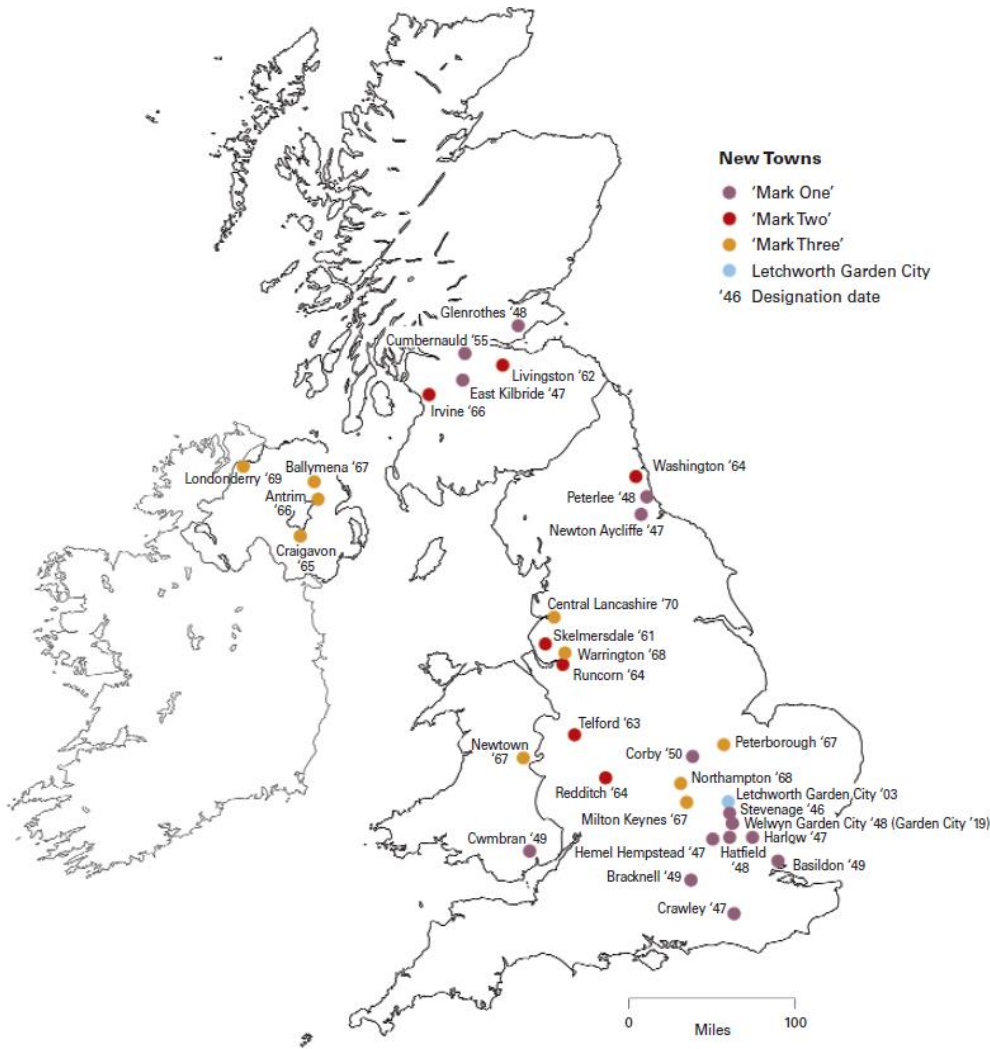 New Towns
‘Mark One’
‘Mark Two’
‘Mark Three’
Letchworth Garden City
‘46 Designation date
Glenrothes ‘48
Cumbernauld ‘55
Livingston ‘62
East Kilbride ‘47
Irvine ‘66
Washington ‘64
Londonderry ‘69
Ballymena ‘67
Antrim
‘66
Peterlee ‘48
Newton Aycliffe ‘47
Craigavon
‘65
Central Lancashire ‘70
Skelmersdale ‘61
Warrington ‘68
Runcorn ‘64
Telford ‘63
Newtown
‘67
Corby ‘50
Peterborough ‘67
Redditch ‘64
Northampton ‘68
Letchworth Garden City ‘03
Stevenage ‘46
Milton Keynes ‘67
Welwyn Garden City ‘48 (Garden City ‘19)
Cwmbran ‘49
Harlow ‘47
Hemel Hempstead ‘47
Hatfield
‘48
Basildon ‘49
Bracknell ‘49
Crawley ‘47
0
Miles
100